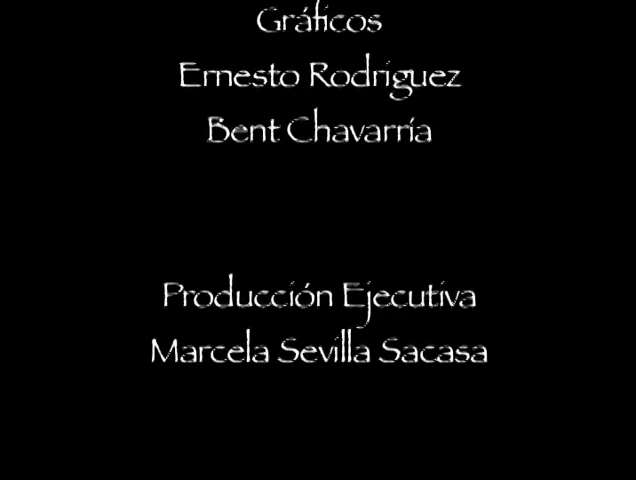 Gráficos
Ernesto Rodriguez
Bent Chavarría
Producción Ejecutiva
Marcela Sevilla Sacasa